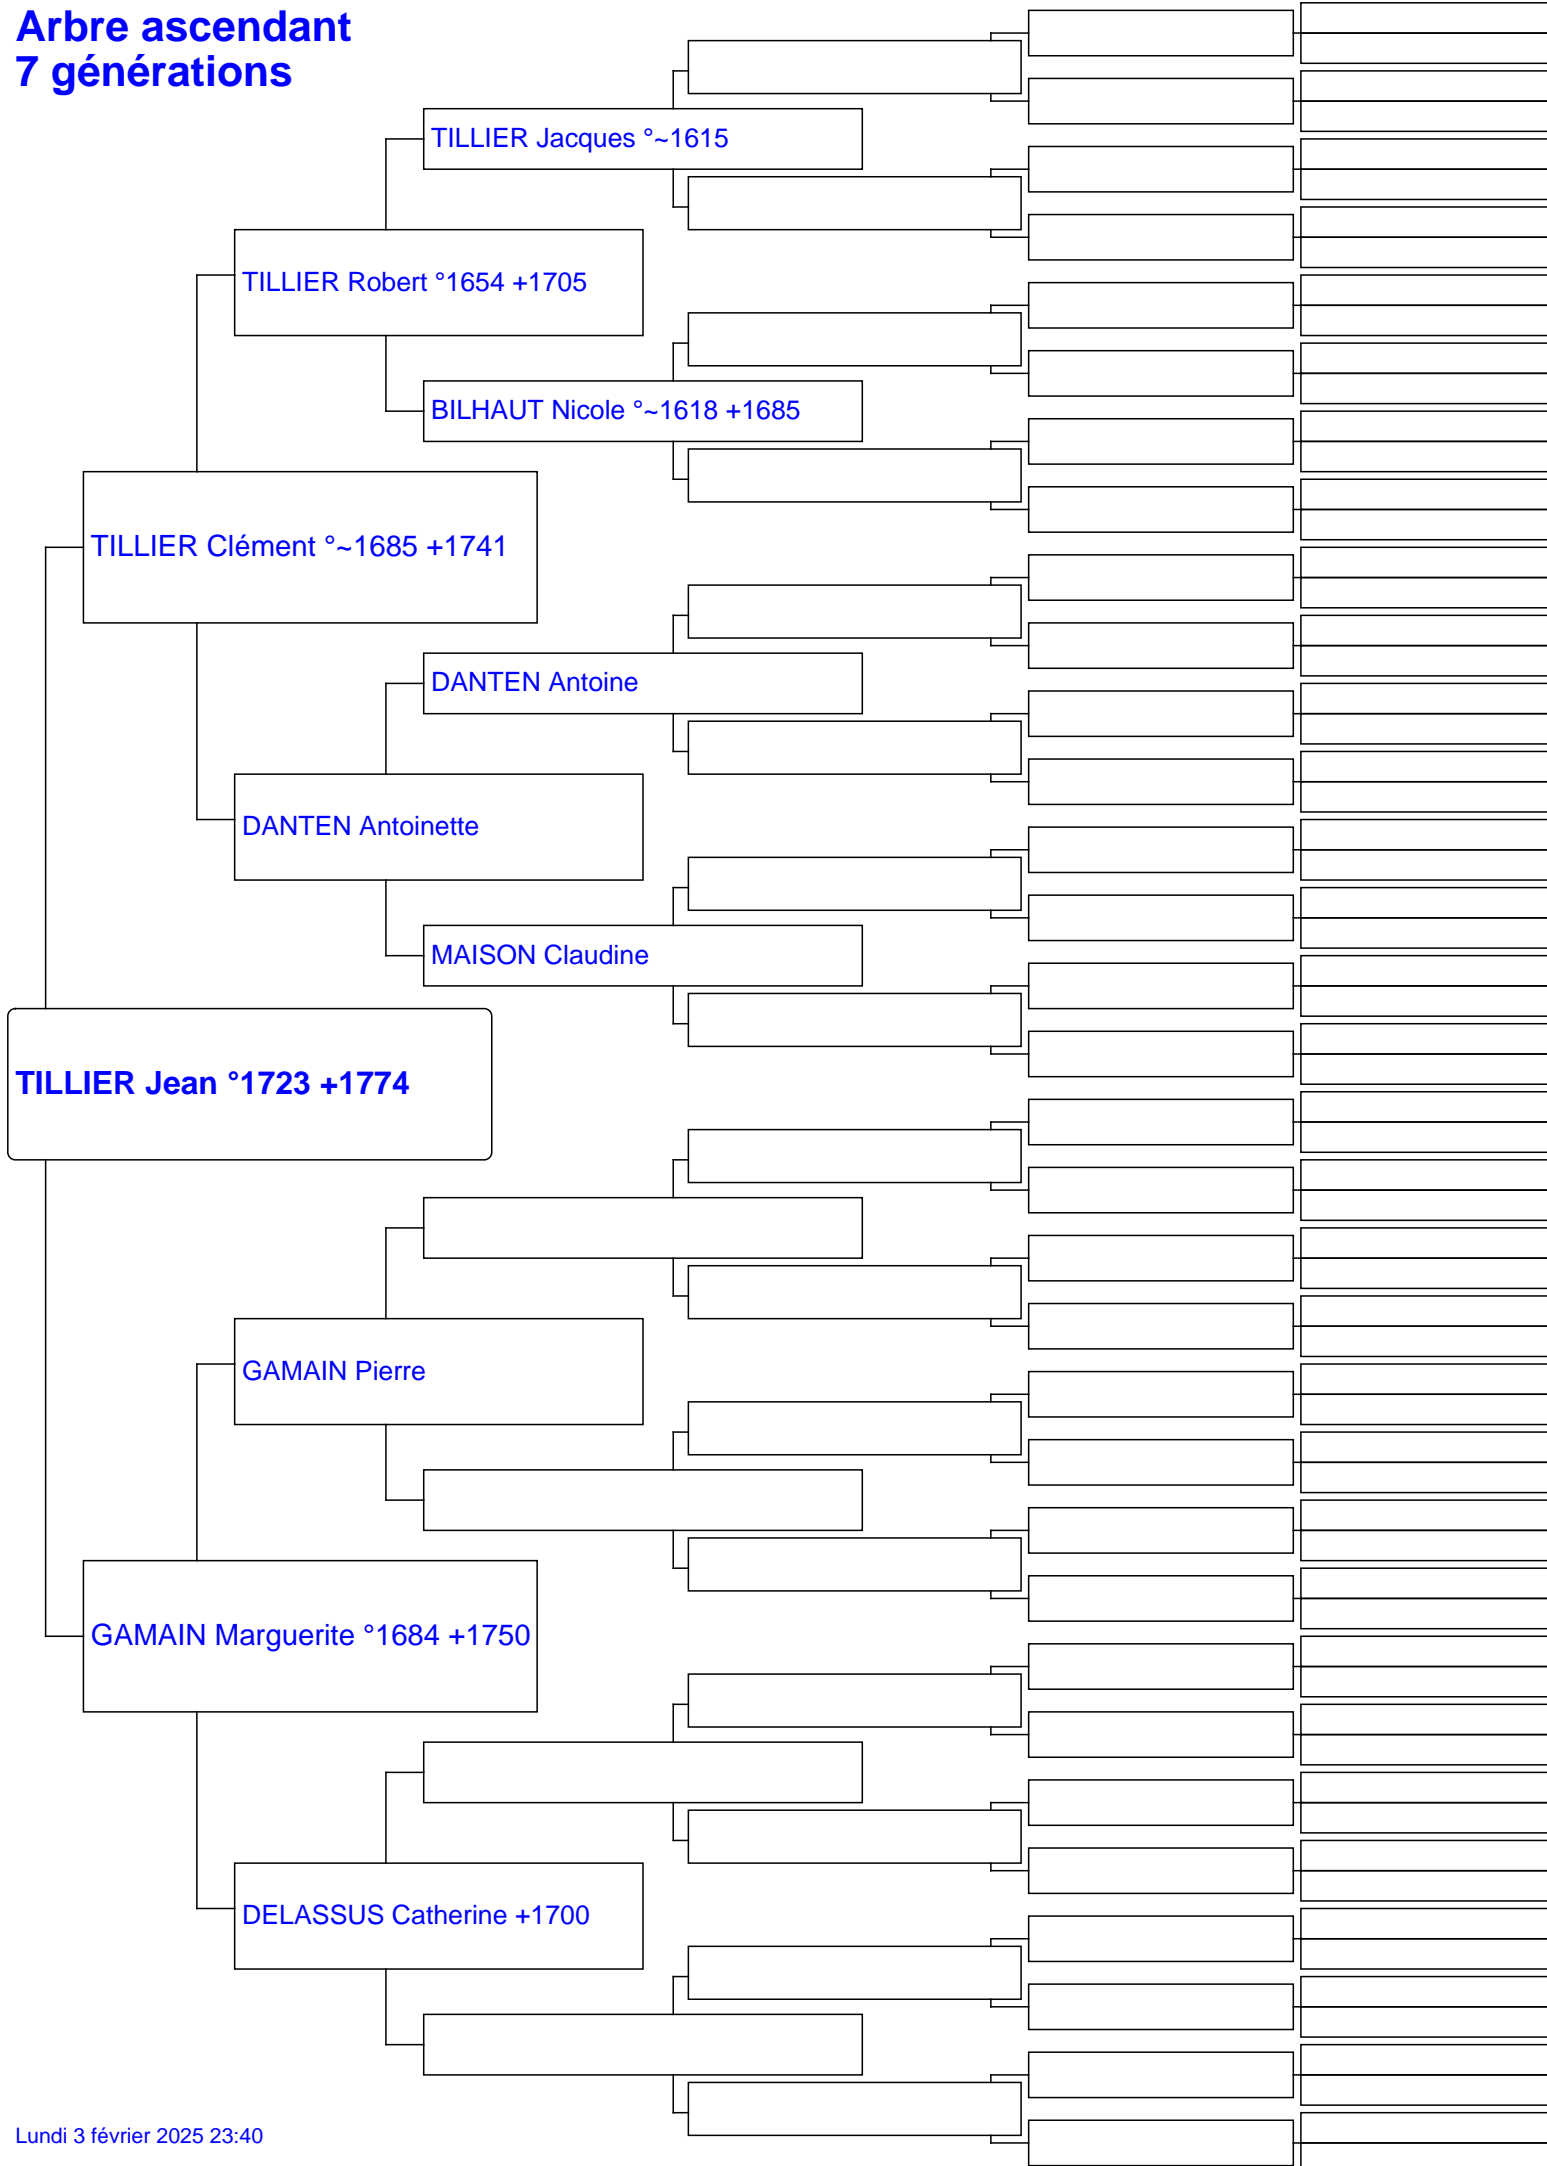 Arbre ascendant
7 générations
TILLIER Jacques °~1615
TILLIER Robert °1654 +1705
BILHAUT Nicole °~1618 +1685
TILLIER Clément °~1685 +1741
DANTEN Antoine
DANTEN Antoinette
MAISON Claudine
TILLIER Jean °1723 +1774
GAMAIN Pierre
GAMAIN Marguerite °1684 +1750
DELASSUS Catherine +1700
Lundi 3 février 2025 23:40